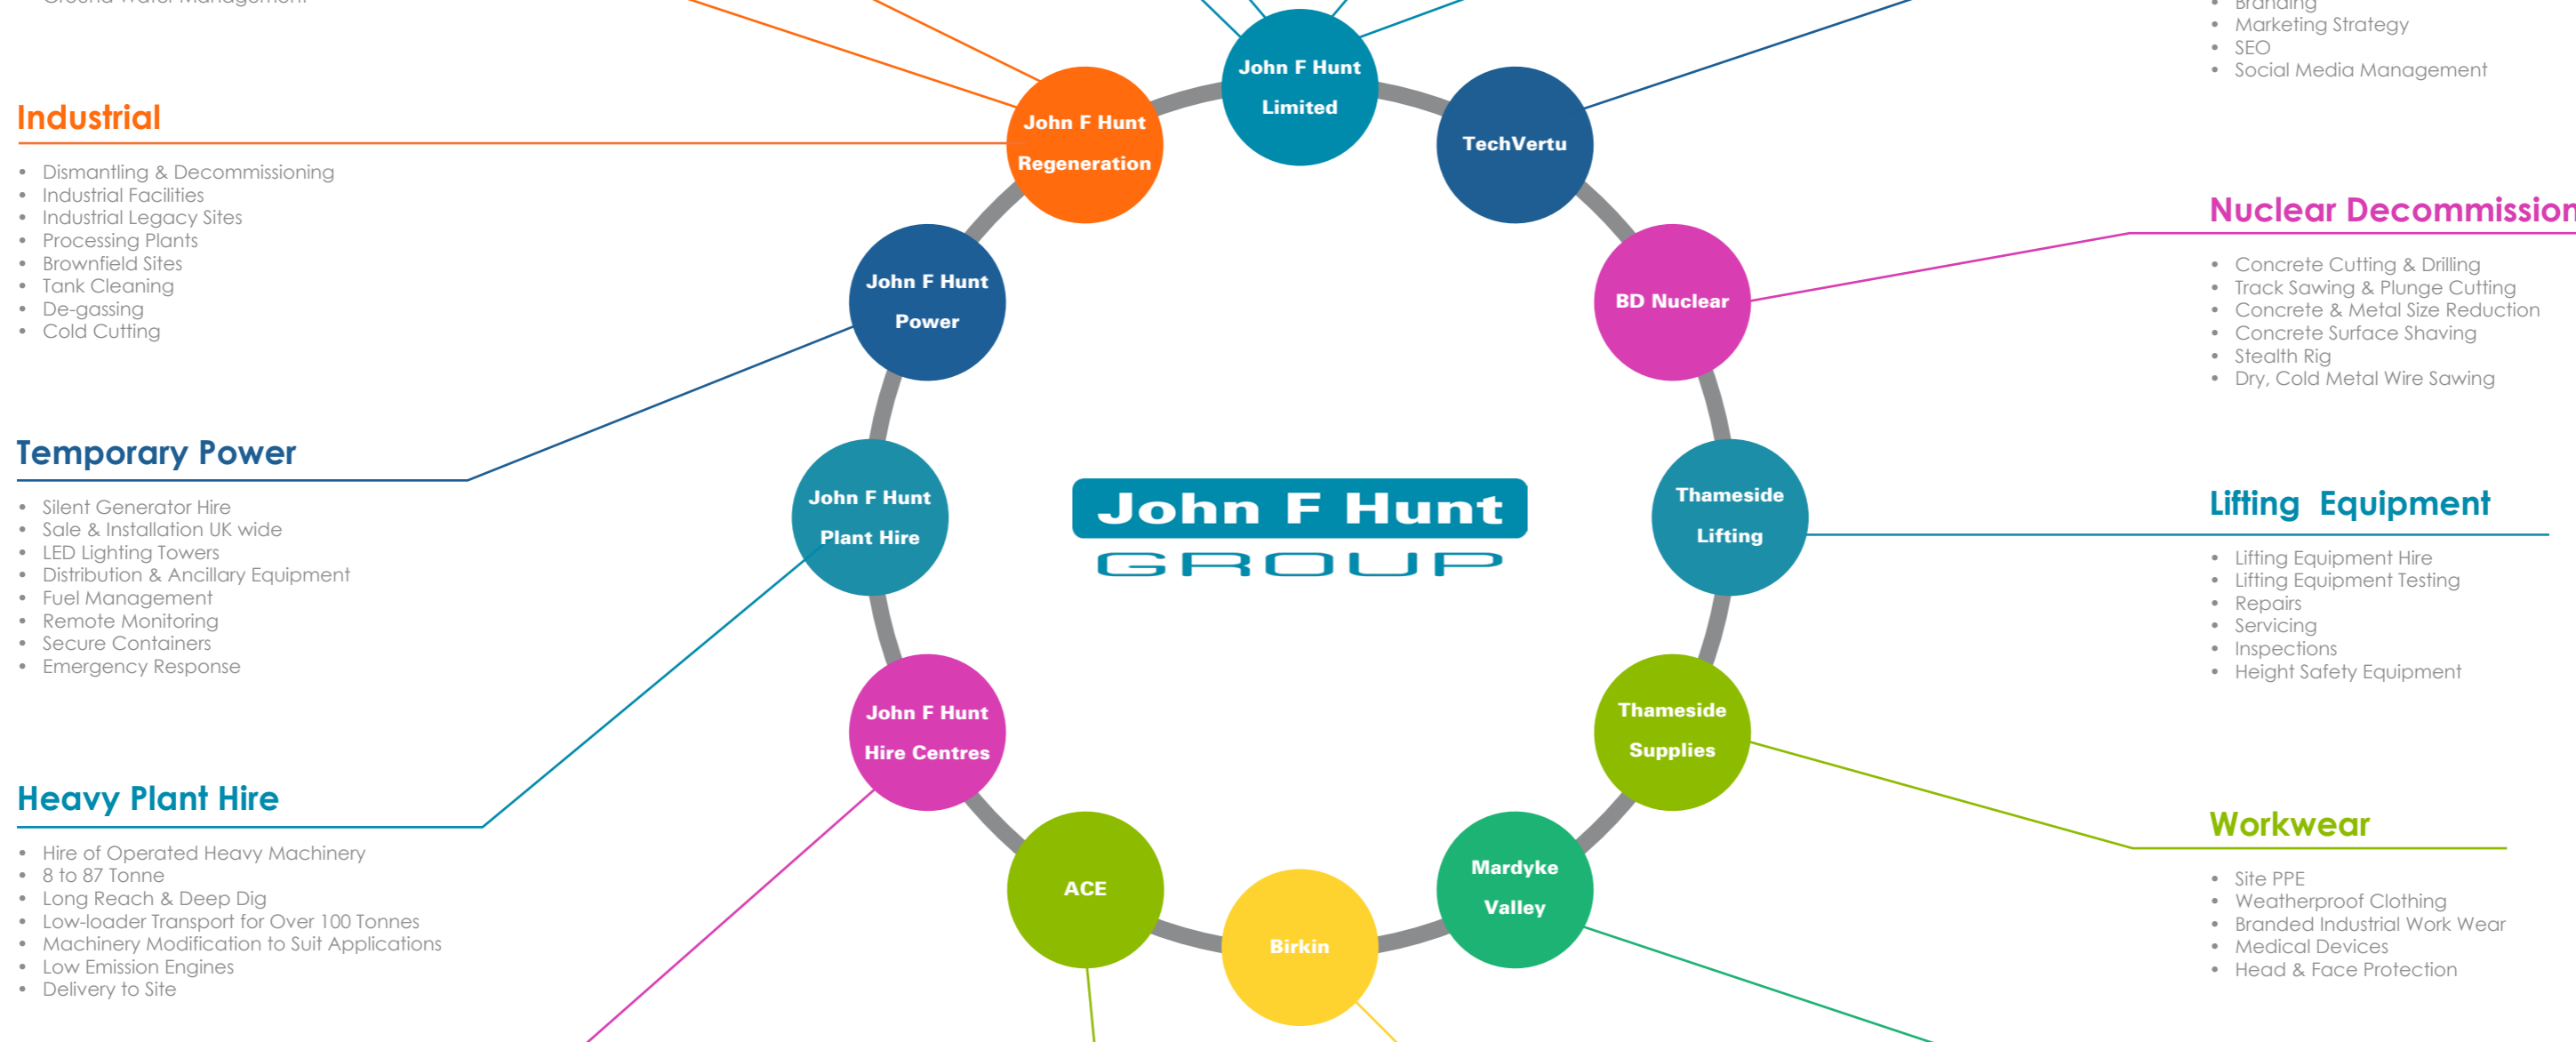 Ground Water Management
Industrial
• Dismantling & Decommissioning
• Industrial Facilities
• Industrial Legacy Sites
• Processing Plants
• Brownfield Sites
• Tank Cleaning
• De-gassing
• Cold Cutting
Temporary Power
• Silent Generator Hire
• Sale & Installation UK wide
• LED Lighting Towers
• Distribution & Ancillary Equipment
• Fuel Management
• Remote Monitoring
• Secure Containers
• Emergency Response
Heavy Plant Hire
• Hire of Operated Heavy Machinery
• 8 to 87 Tonne
• Long Reach & Deep Dig
• Low-loader Transport for Over 100 Tonnes
• Machinery Modification to Suit Applications
• Low Emission Engines
• Delivery to Site
John F Hunt
Limited
TechVertu
BD Nuclear
Thameside
Lifting
Thameside
Supplies
Mardyke
Valley
Birkin
ACE
John F Hunt
Hire Centres
John F Hunt
Plant Hire
John F Hunt
Power
John F Hunt
Regeneration
John F Hunt
GROUP
• Branding
• Marketing Strategy
• SEO
• Social Media Management
Nuclear Decommission
• Concrete Cutting & Drilling
• Track Sawing & Plunge Cutting
• Concrete & Metal Size Reduction
• Concrete Surface Shaving
• Stealth Rig
• Dry, Cold Metal Wire Sawing
Lifting Equipment
• Lifting Equipment Hire
• Lifting Equipment Testing
• Repairs
• Servicing
• Inspections
• Height Safety Equipment
Workwear
• Site PPE
• Weatherproof Clothing
• Branded Industrial Work Wear
• Medical Devices
• Head & Face Protection